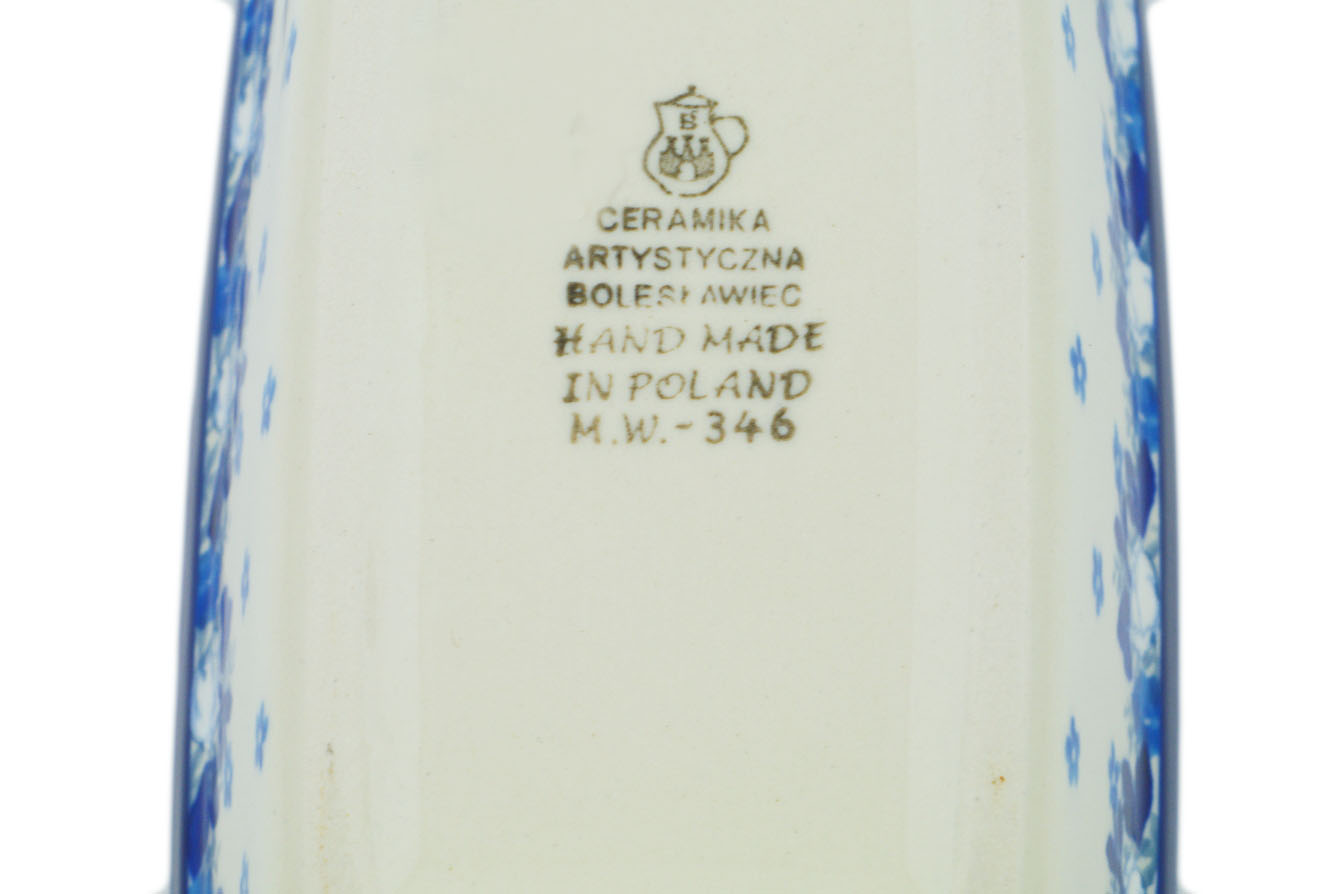 B
CERAMIKA
ARTYSTYCZNA
BOLESŁAWIEC
HAND MADE
IN POLAND
M.W.-346